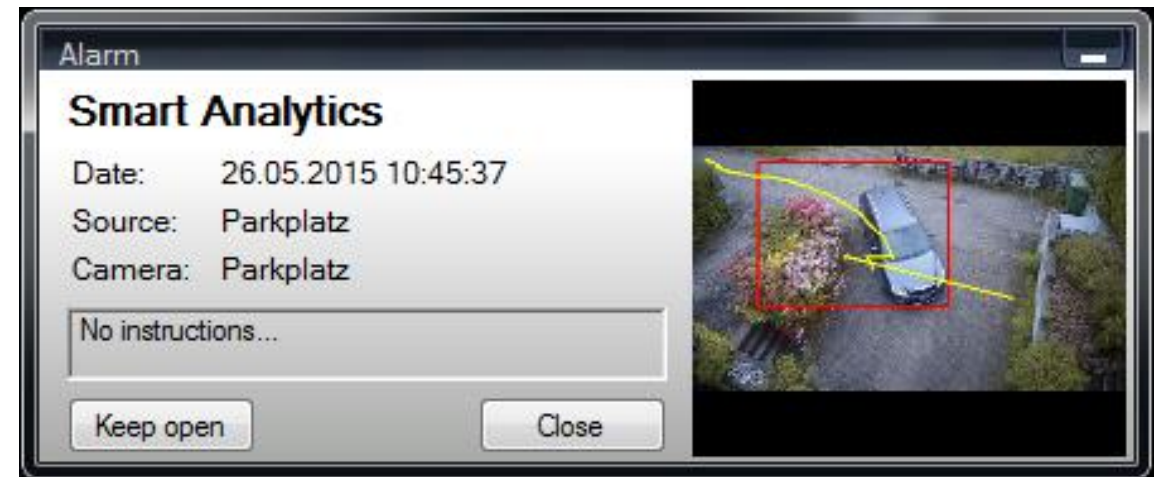 Alarm
Smart Analytics
Date: 26.05.2015 10:45:37
Source: Parkplatz
Camera: Parkplatz
No instructions...
Keep open Close